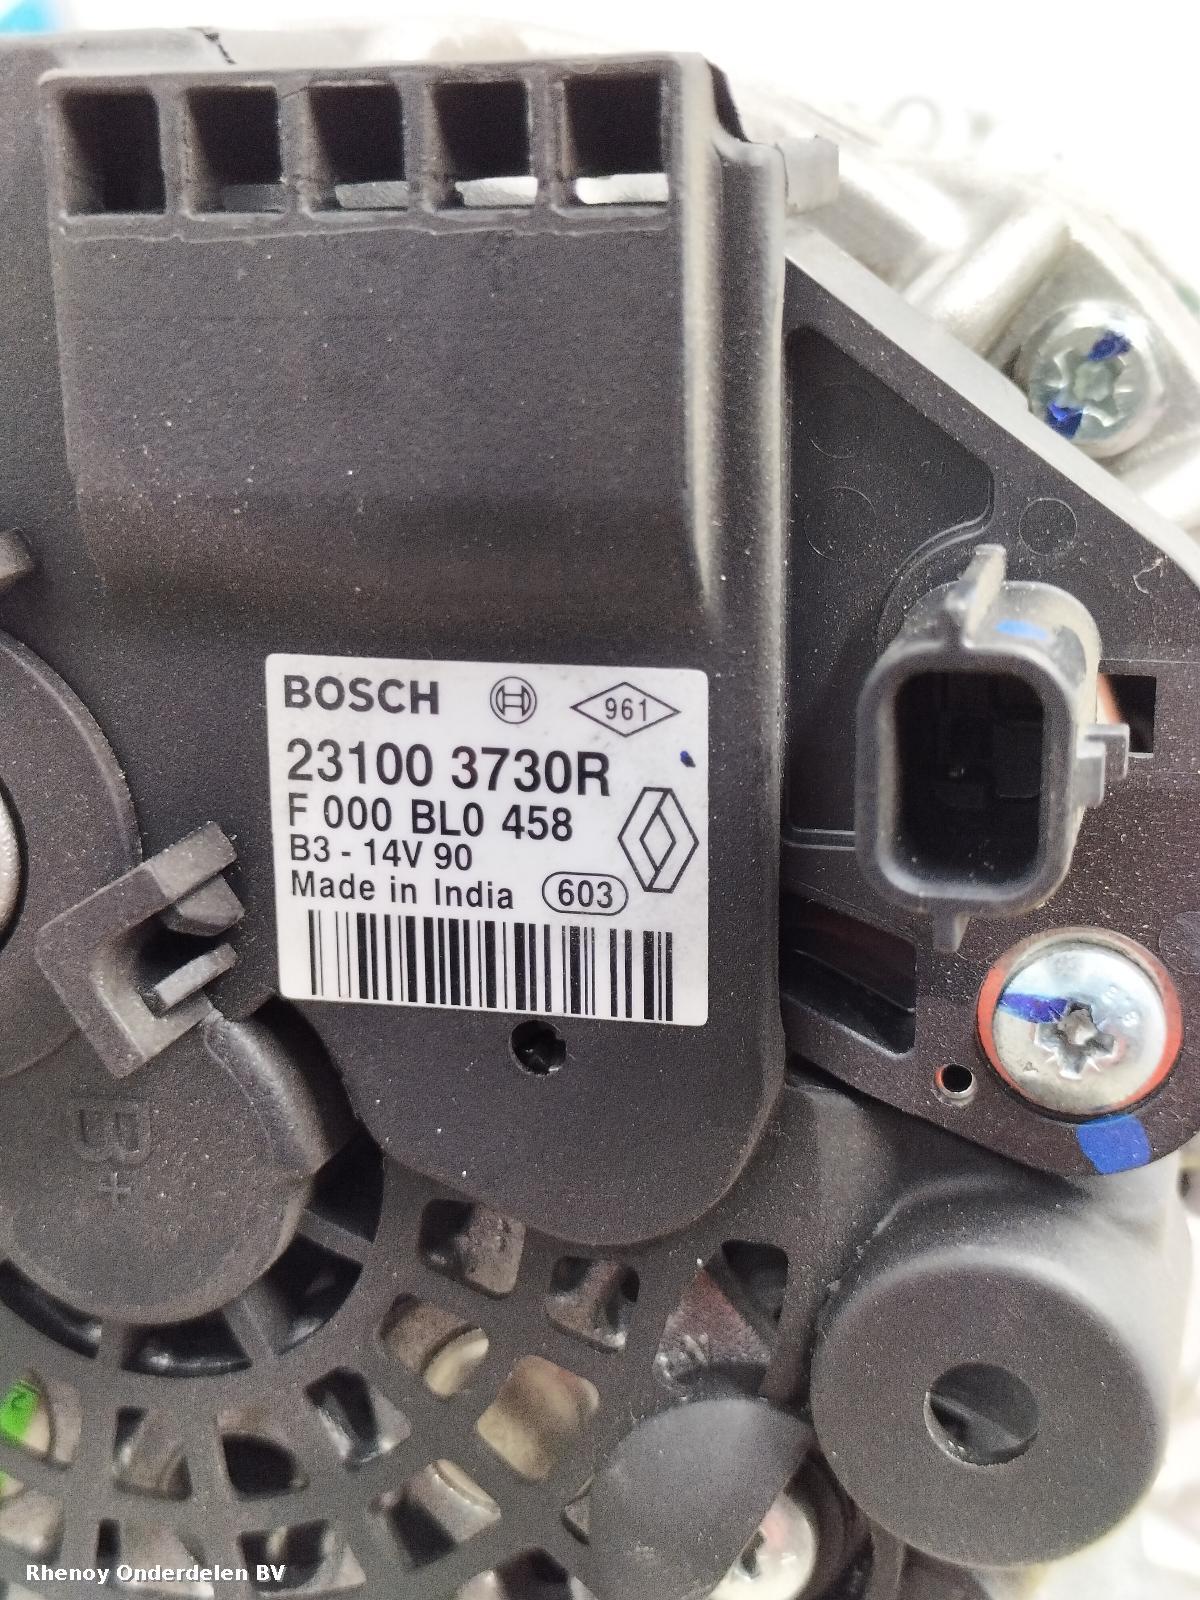 BOSCH 961
23100 3730R
F 000 BL0 458
B3 - 14V 90
Made in India 603
B+
Rhenoy Onderdelen BV